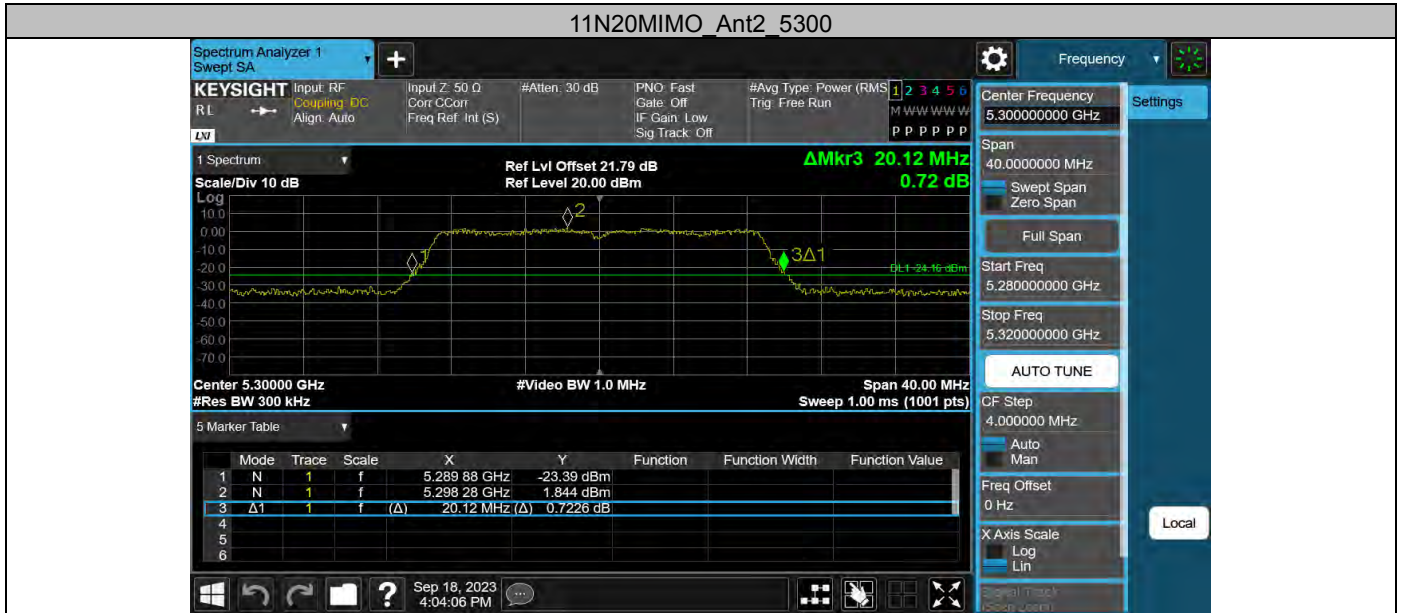 11N20MIMO_Ant2_5300
Spectrum Analyzer 1
Swept SA
+
Frequency
KEYSIGHT
RL
LXI
Input: RF
Coupling: DC
Align: Auto
Input Z: 50 Ω
Corr CCorr
Freq Ref: Int (S)
#Atten: 30 dB
PNO: Fast
Gate: Off
IF Gain: Low
Sig Track: Off
#Avg Type: Power (RMS
Trig: Free Run
1 2 3 4 5 6
M W W W W W
P P P P P P
1 Spectrum
Scale/Div 10 dB
Log
Ref Lvl Offset 21.79 dB
Ref Level 20.00 dBm
ΔMkr3 20.12 MHz
0.72 dB
10.0
0.00
-10.0
-20.0
-30.0
-40.0
-50.0
-60.0
-70.0
1
2
3Δ1
DL1 -24.16 dBm
Center 5.30000 GHz
#Res BW 300 kHz
#Video BW 1.0 MHz
Span 40.00 MHz
Sweep 1.00 ms (1001 pts)
5 Marker Table
Mode Trace Scale X Y Function Function Width Function Value
1 N 1 f 5.289 88 GHz -23.39 dBm
2 N 1 f 5.298 28 GHz 1.844 dBm
3 Δ1 1 f (Δ) 20.12 MHz (Δ) 0.7226 dB
4
5
6
Sep 18, 2023
4:04:06 PM
?
Center Frequency
5.300000000 GHz
Settings
Span
40.0000000 MHz
Swept Span
Zero Span
Full Span
Start Freq
5.280000000 GHz
Stop Freq
5.320000000 GHz
AUTO TUNE
CF Step
4.000000 MHz
Auto
Man
Freq Offset
0 Hz
X Axis Scale
Log
Lin
Local
Signal Track
(Span Zoom)